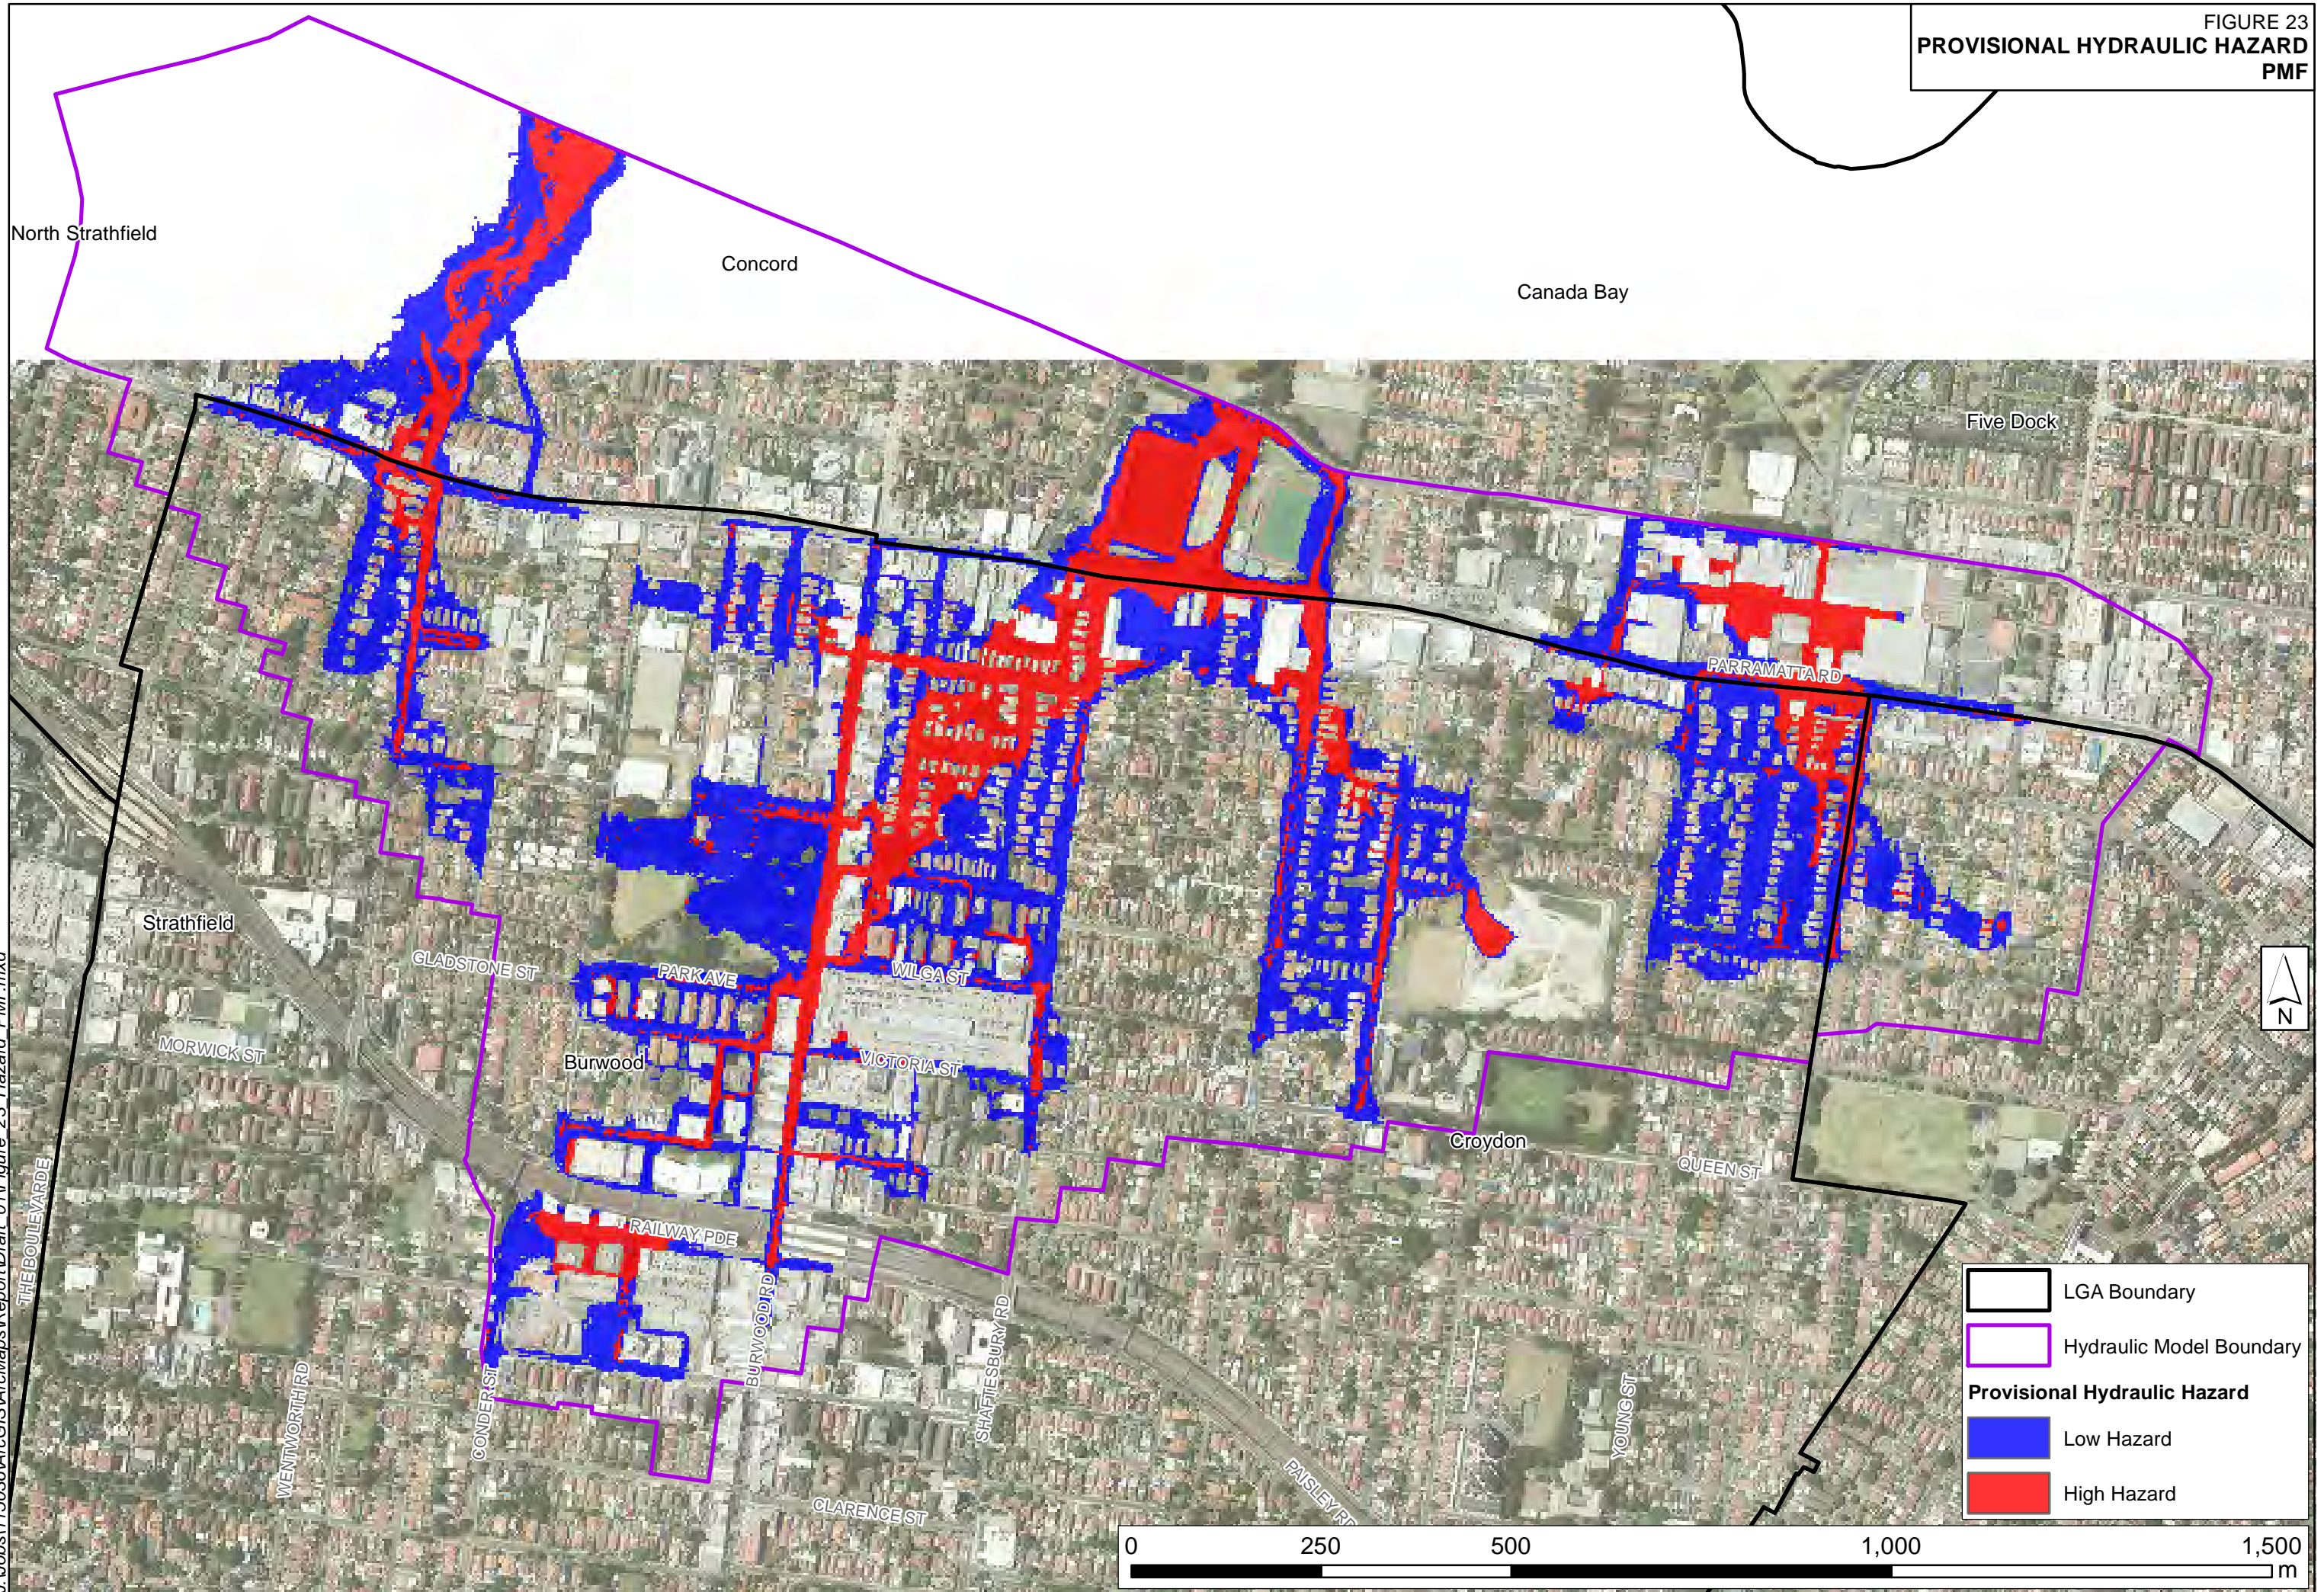 FIGURE 23
PROVISIONAL HYDRAULIC HAZARD
PMF
North Strathfield
Concord
Canada Bay
Five Dock
PARRAMATTA RD
Strathfield
GLADSTONE ST
PARK AVE
WILGA ST
MORWICK ST
Burwood
VICTORIA ST
Croydon
QUEEN ST
THE BOULEVARDE
RAILWAY PDE
BURWOOD RD
SHAFTESBURY RD
WENTWORTH RD
CONDER ST
YOUNG ST
PAISLEY RD
CLARENCE ST
N
LGA Boundary
Hydraulic Model Boundary
Provisional Hydraulic Hazard
Low Hazard
High Hazard
0 250 500 1,000 1,500
m